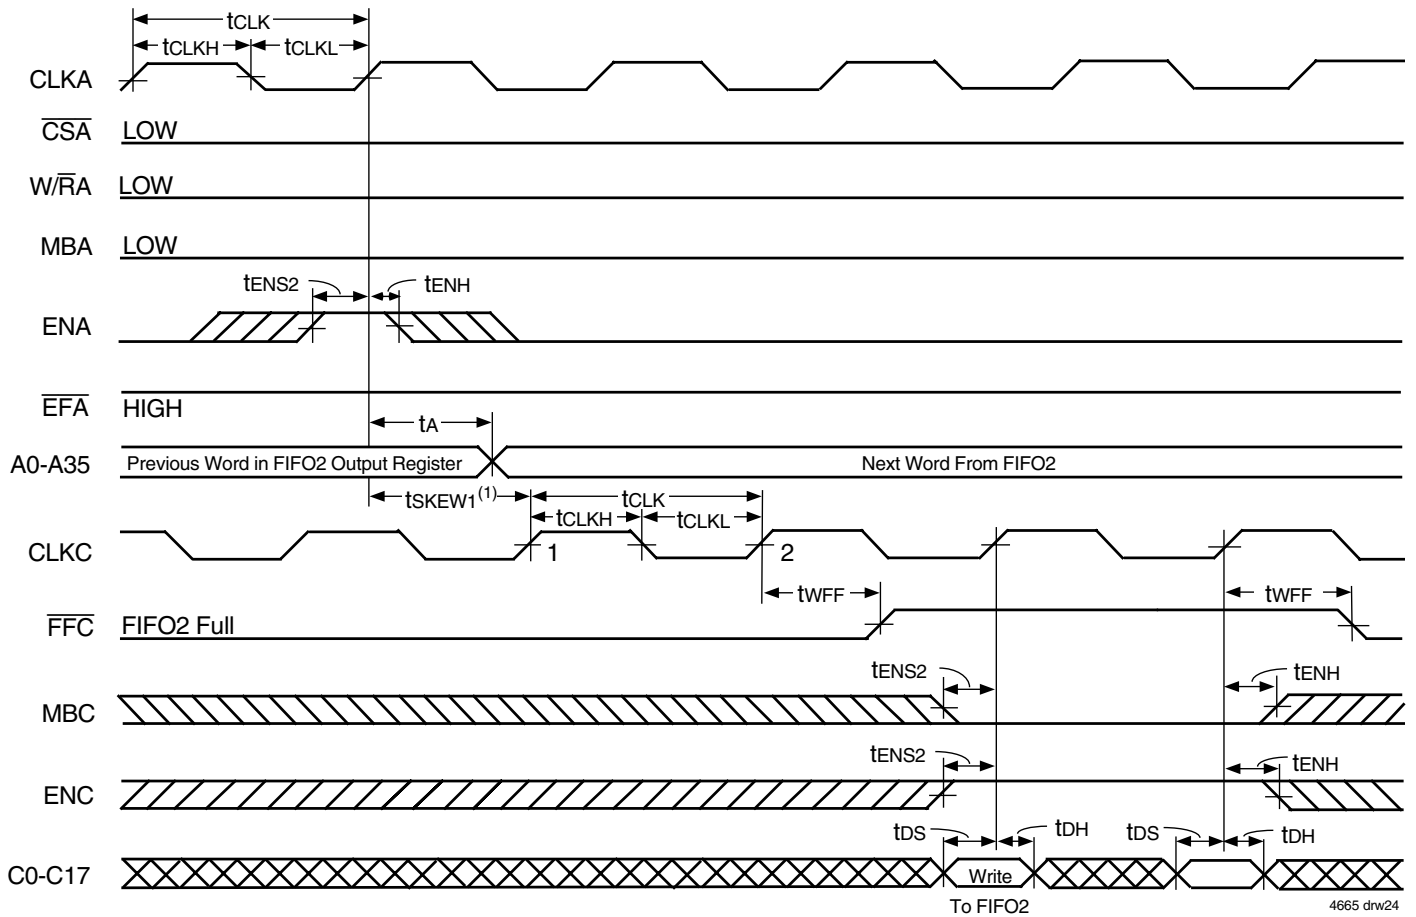 tCLK
tCLKH tCLKL
CLKA
CSA LOW
W/RA LOW
MBA LOW
tENS2 tENH
ENA
EFA HIGH
tA
A0-A35 Previous Word in FIFO2 Output Register Next Word From FIFO2
tSKEW1(1) tCLK
tCLKH tCLKL
CLKC 1 2
tWFF tWFF
FFC FIFO2 Full
tENS2 tENH
MBC
tENS2 tENH
ENC
tDS tDH tDS tDH
C0-C17 Write
To FIFO2
4665 drw24